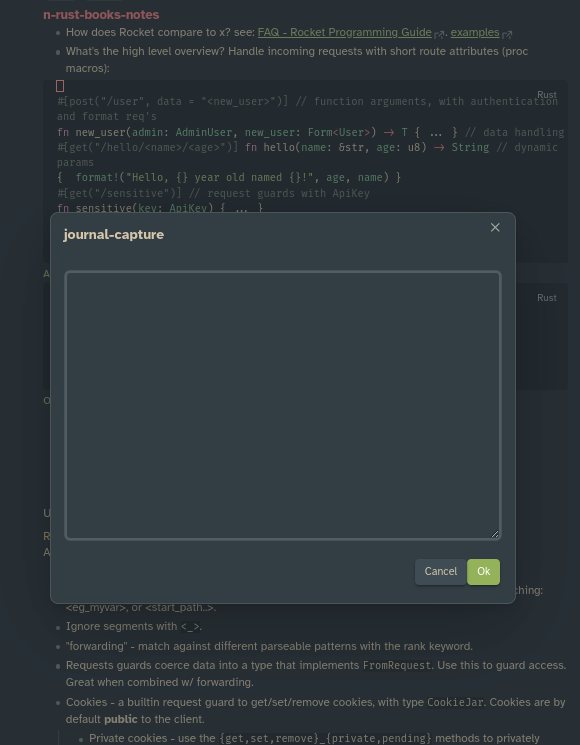 n-rust-books-notes
How does Rocket compare to x? see: FAQ - Rocket Programming Guide, examples
What's the high level overview? Handle incoming requests with short route attributes (proc
macros):
Rust
#[post("/user", data = "<new_user>")] // function arguments, with authentication
and format req's
fn new_user(admin: AdminUser, new_user: Form<User>) → T { … } // data handling
#[get("/hello/<name>/<age>")] fn hello(name: &str, age: u8) → String // dynamic
params
{  format!("Hello, {} year old named {}!", age, name) }
#[get("/sensitive")] // request guards with ApiKey
fn sensitive(key: ApiKey) { … }
journal-capture
A
Rust
O
U
R
A
Cancel
Ok
hing:
<eg_myvar>, or <start_path..>.
Ignore segments with <_>.
"forwarding" - match against different parseable patterns with the rank keyword.
Requests guards coerce data into a type that implements FromRequest. Use this to guard access.
Great when combined w/ forwarding.
Cookies - a builtin request guard to get/set/remove cookies, with type CookieJar. Cookies are by
default public to the client.
Private cookies - use the {get,set,remove}_{private,pending} methods to privately